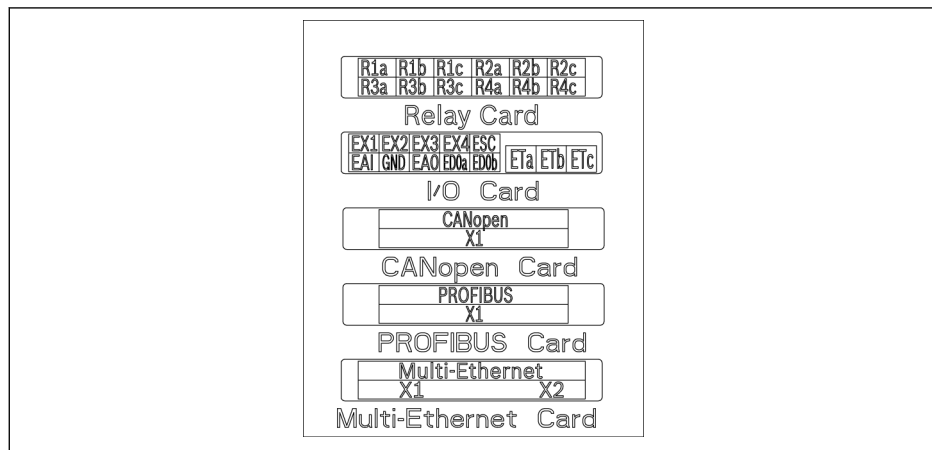 R1a R1b R1c R2a R2b R2c
R3a R3b R3c R4a R4b R4c
Relay Card
EX1 EX2 EX3 EX4 ESC
EAI GND EAO EDOa EDOb ETa ETb ETc
I/O Card
CANopen
X1
CANopen Card
PROFIBUS
X1
PROFIBUS Card
Multi-Ethernet
X1 X2
Multi-Ethernet Card